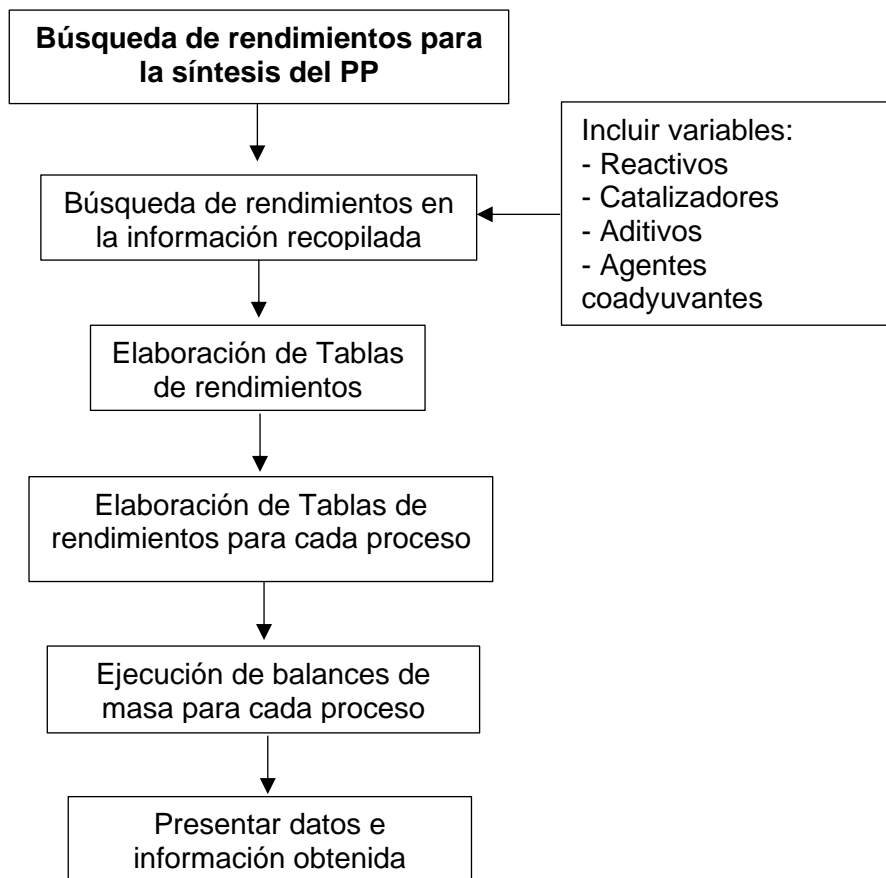 Búsqueda de rendimientos para
la síntesis del PP
Búsqueda de rendimientos en
la información recopilada
Incluir variables:
- Reactivos
- Catalizadores
- Aditivos
- Agentes
coadyuvantes
Elaboración de Tablas
de rendimientos
Elaboración de Tablas de
rendimientos para cada proceso
Ejecución de balances de
masa para cada proceso
Presentar datos e
información obtenida